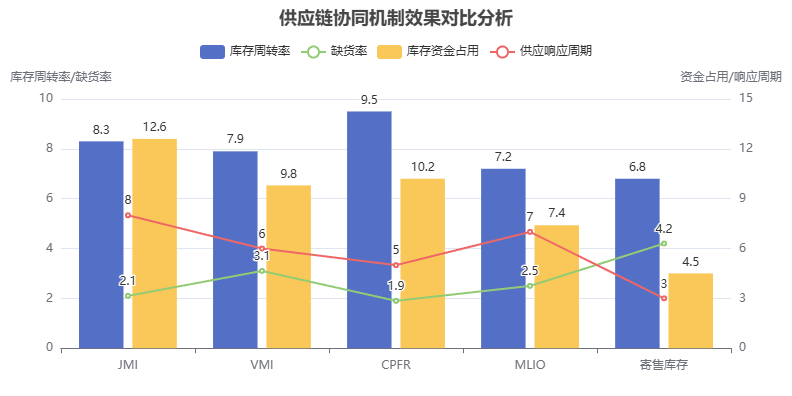 供应链协同机制效果对比分析
库存周转率 缺货率 库存资金占用 供应响应周期
库存周转率/缺货率 资金占用/响应周期
10 9.5 15
8 8.3 12.6 7.9 9.8 10.2 7.2 7.4 6.8 12
6 8 6 5 7 4.2 9
4 3.1 2.5 3 4.5 6
2 2.1 1.9 3
0 0
JMI VMI CPFR MLIO 寄售库存